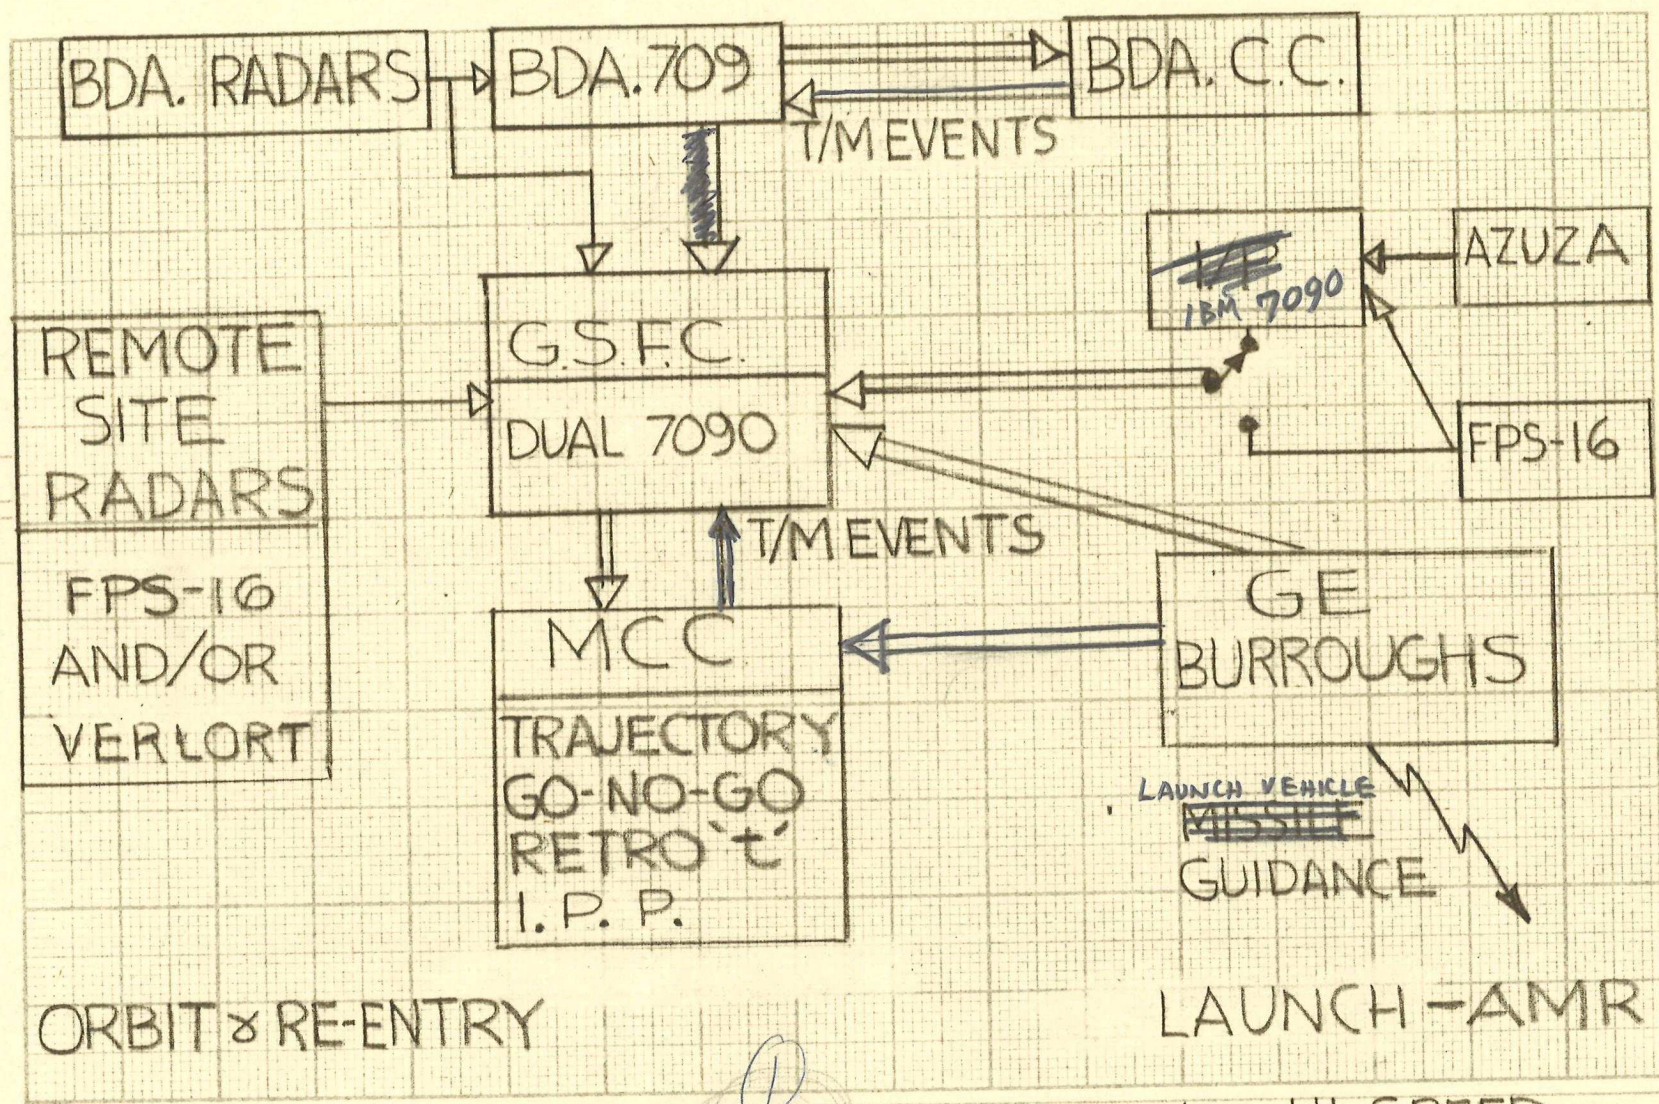 BDA. RADARS
BDA. 709
BDA. C.C.
T/M EVENTS
IBM 7090
AZUZA
G.S.F.C.
DUAL 7090
REMOTE
SITE
RADARS
FPS-16
AND/OR
VERLORT
FPS-16
T/M EVENTS
MCC
TRAJECTORY
GO-NO-GO
RETRO 't'
I. P. P.
GE
BURROUGHS
LAUNCH VEHICLE
MISSILE
GUIDANCE
ORBIT & RE-ENTRY
LAUNCH - AMR